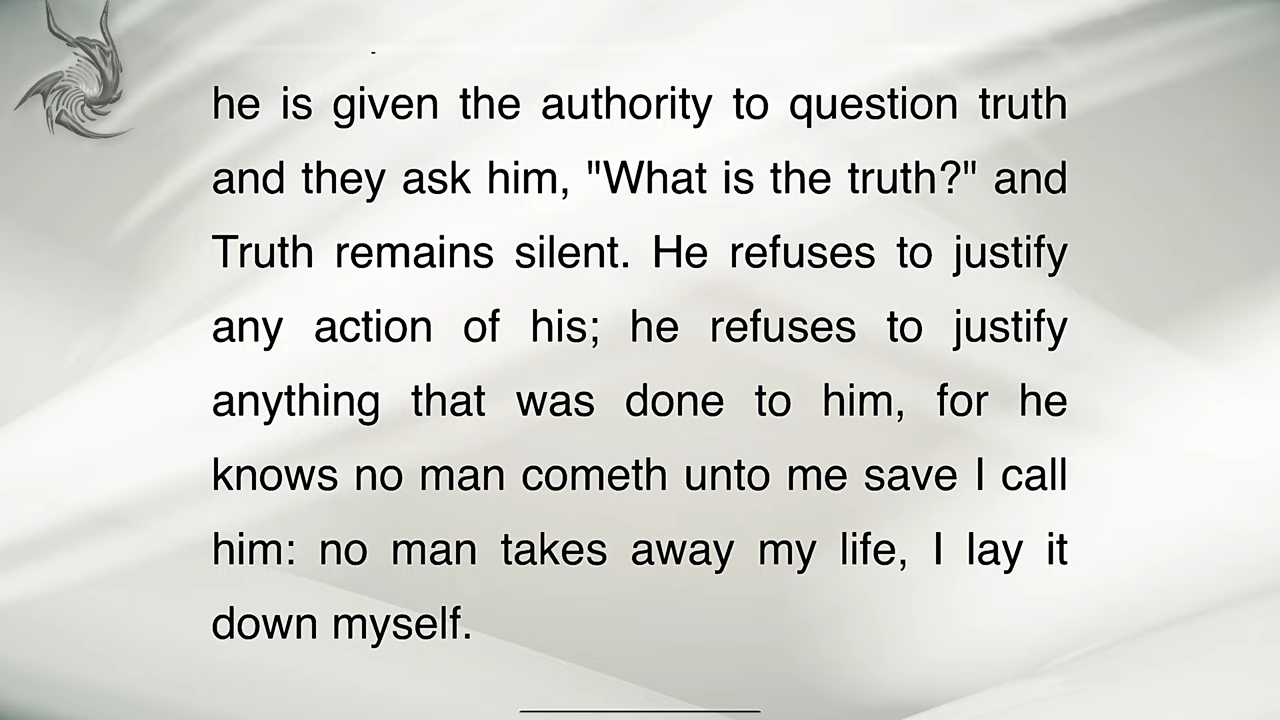 he is given the authority to question truth
and they ask him, "What is the truth?" and
Truth remains silent. He refuses to justify
any action of his; he refuses to justify
anything that was done to him, for he
knows no man cometh unto me save I call
him: no man takes away my life, I lay it
down myself.